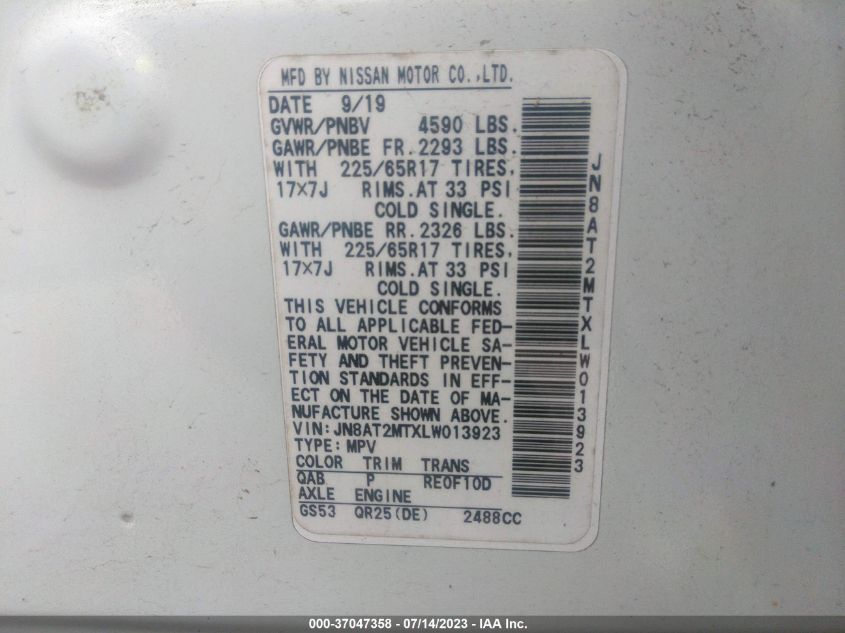 MFD BY NISSAN MOTOR CO.,LTD.
DATE 9/19
GVWR/PNBV 4590 LBS.
GAWR/PNBE FR. 2293 LBS.
WITH 225/65R17 TIRES,
17×7J RIMS. AT 33 PSI
COLD SINGLE.
GAWR/PNBE RR. 2326 LBS.
WITH 225/65R17 TIRES,
17×7J RIMS. AT 33 PSI
COLD SINGLE.
THIS VEHICLE CONFORMS
TO ALL APPLICABLE FED-
ERAL MOTOR VEHICLE SA-
FETY AND THEFT PREVEN-
TION STANDARDS IN EFF-
ECT ON THE DATE OF MA-
NUFACTURE SHOWN ABOVE.
VIN:JN8AT2MTXLW013923
TYPE:MPV
COLOR TRIM TRANS
QAB P RE0F10D
AXLE ENGINE
GS53 QR25(DE) 2488CC
JN8AT2MTXLW013923
000-37047358 - 07/14/2023 - IAA Inc.